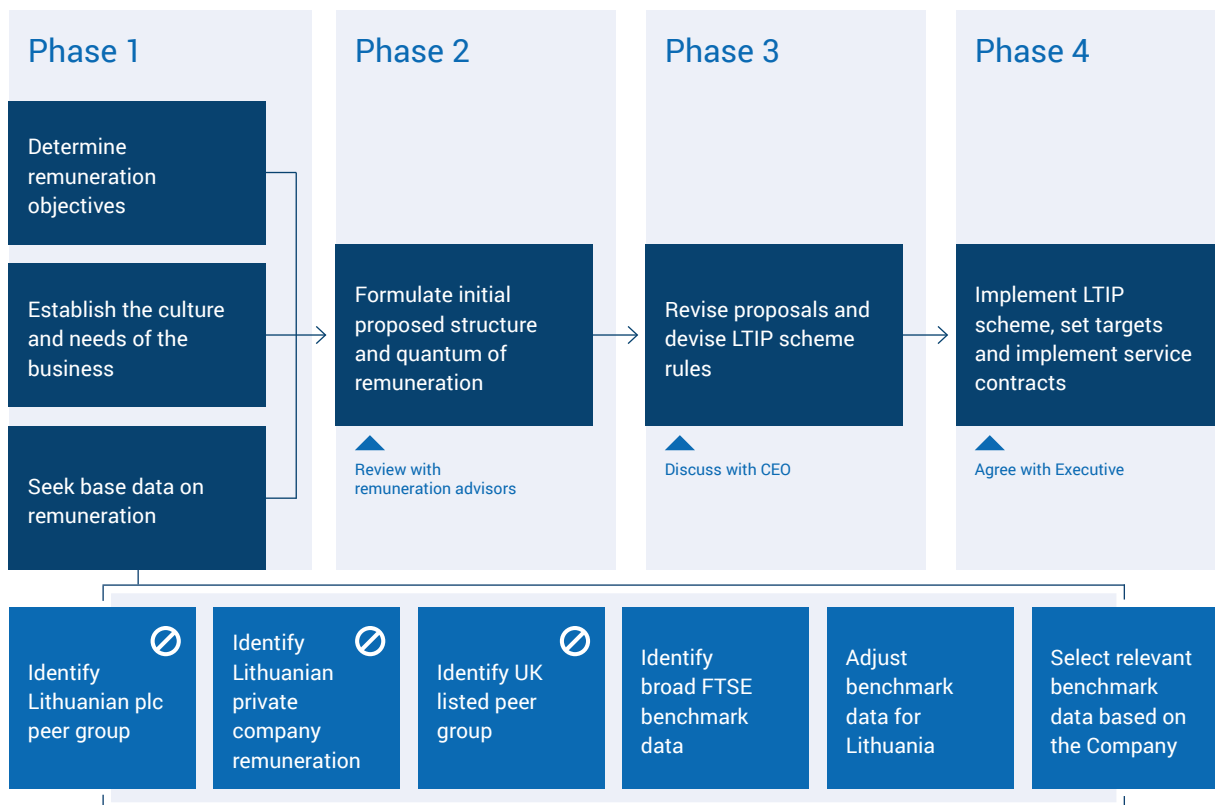 Phase 1
Determine
remuneration
objectives
Establish the culture
and needs of the
business
Seek base data on
remuneration
Phase 2
Formulate initial
proposed structure
and quantum of
remuneration
Review with
remuneration advisors
Phase 3
Revise proposals and
devise LTIP scheme
rules
Discuss with CEO
Phase 4
Implement LTIP
scheme, set targets
and implement service
contracts
Agree with Executive
Identify
Lithuanian plc
peer group
Identify
Lithuanian
private
company
remuneration
Identify UK
listed peer
group
Identify
broad FTSE
benchmark
data
Adjust
benchmark
data for
Lithuania
Select relevant
benchmark
data based on
the Company